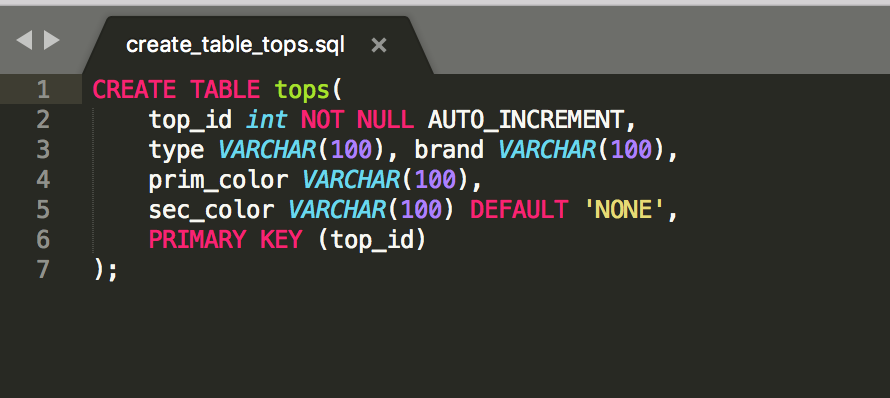 create_table_tops.sql ×
1 CREATE TABLE tops(
2 top_id int NOT NULL AUTO_INCREMENT,
3 type VARCHAR(100), brand VARCHAR(100),
4 prim_color VARCHAR(100),
5 sec_color VARCHAR(100) DEFAULT 'NONE',
6 PRIMARY KEY (top_id)
7 );